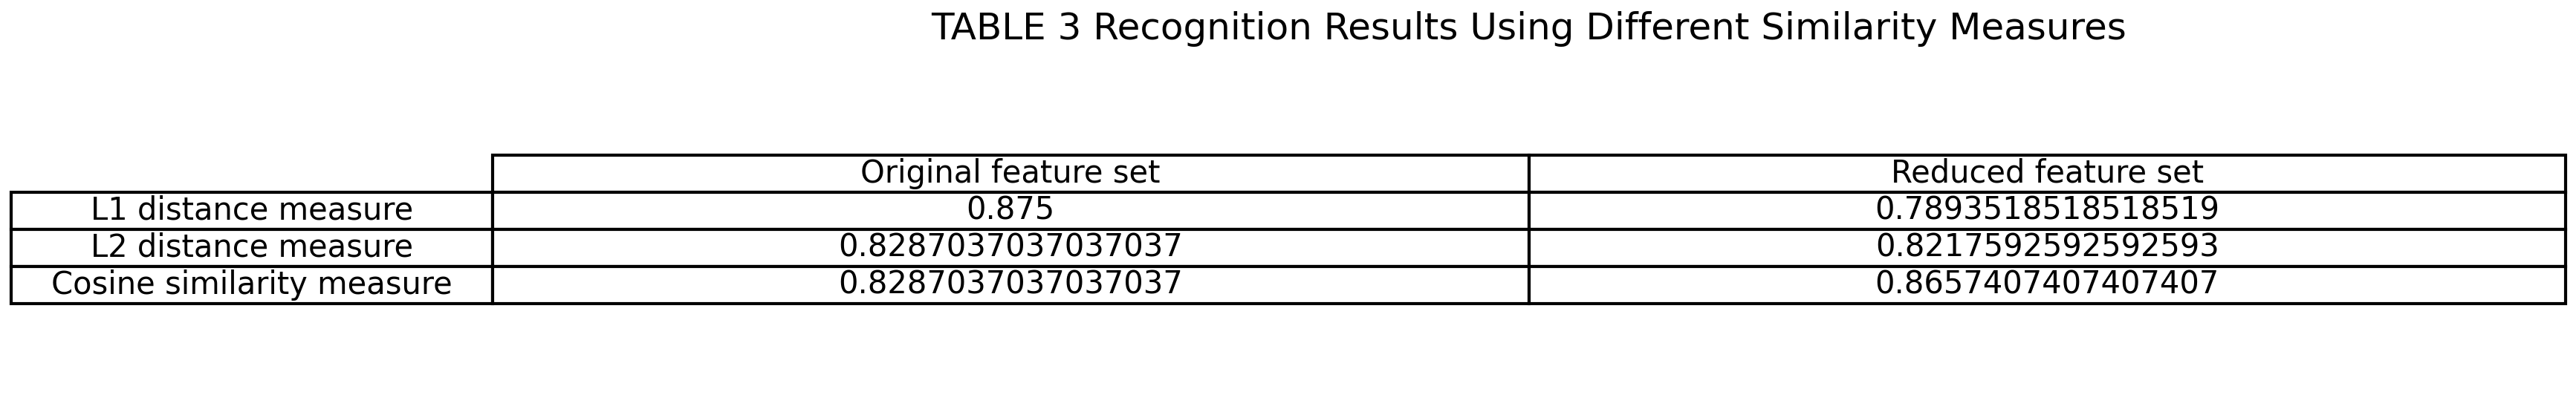 TABLE 3 Recognition Results Using Different Similarity Measures
Original feature set Reduced feature set
L1 distance measure 0.875 0.7893518518518519
L2 distance measure 0.8287037037037037 0.8217592592592593
Cosine similarity measure 0.8287037037037037 0.8657407407407407